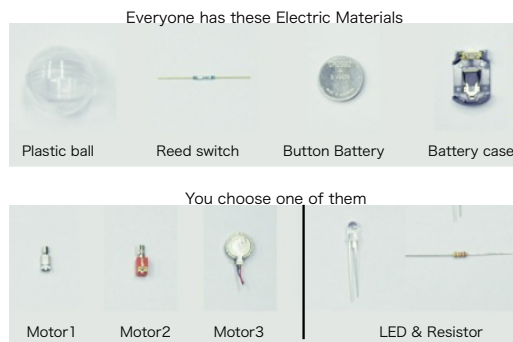 Everyone has these Electric Materials
Plastic ball
Reed switch
Button Battery
Battery case
You choose one of them
Motor1
Motor2
Motor3
LED & Resistor